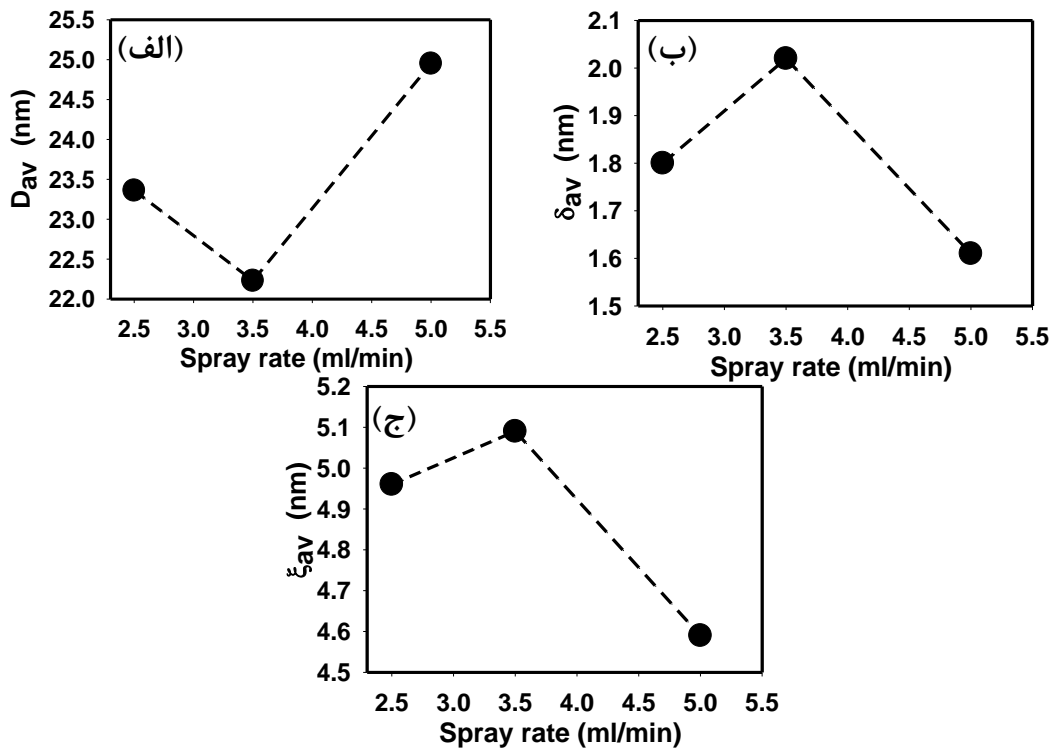 (الف)
25.5
25.0
24.5
24.0
23.5
23.0
22.5
22.0
D_av (nm)
2.5 3.0 3.5 4.0 4.5 5.0 5.5
Spray rate (ml/min)
(ب)
2.1
2.0
1.9
1.8
1.7
1.6
1.5
δ_av (nm)
2.5 3.0 3.5 4.0 4.5 5.0 5.5
Spray rate (ml/min)
(ج)
5.2
5.1
5.0
4.9
4.8
4.7
4.6
4.5
ξ_av (nm)
2.5 3.0 3.5 4.0 4.5 5.0 5.5
Spray rate (ml/min)